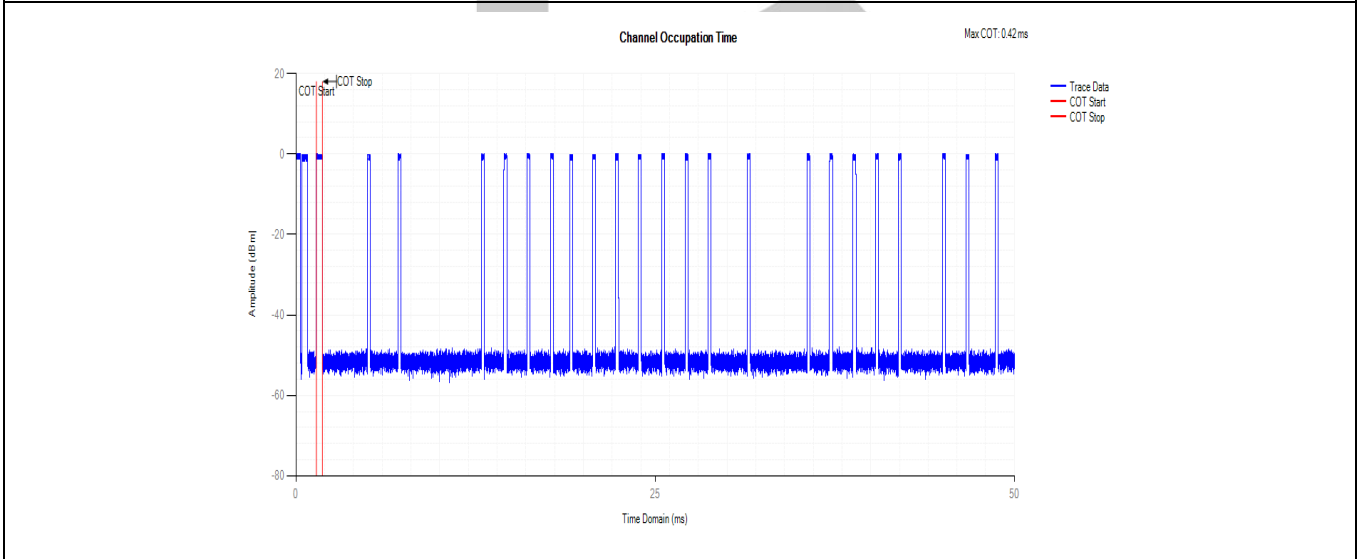 Channel Occupation Time
Max COT: 0.42 ms
20
COT Start
COT Stop
Trace Data
COT Start
COT Stop
0
-20
Amplitude (dBm)
-40
-60
-80
0
25
50
Time Domain (ms)